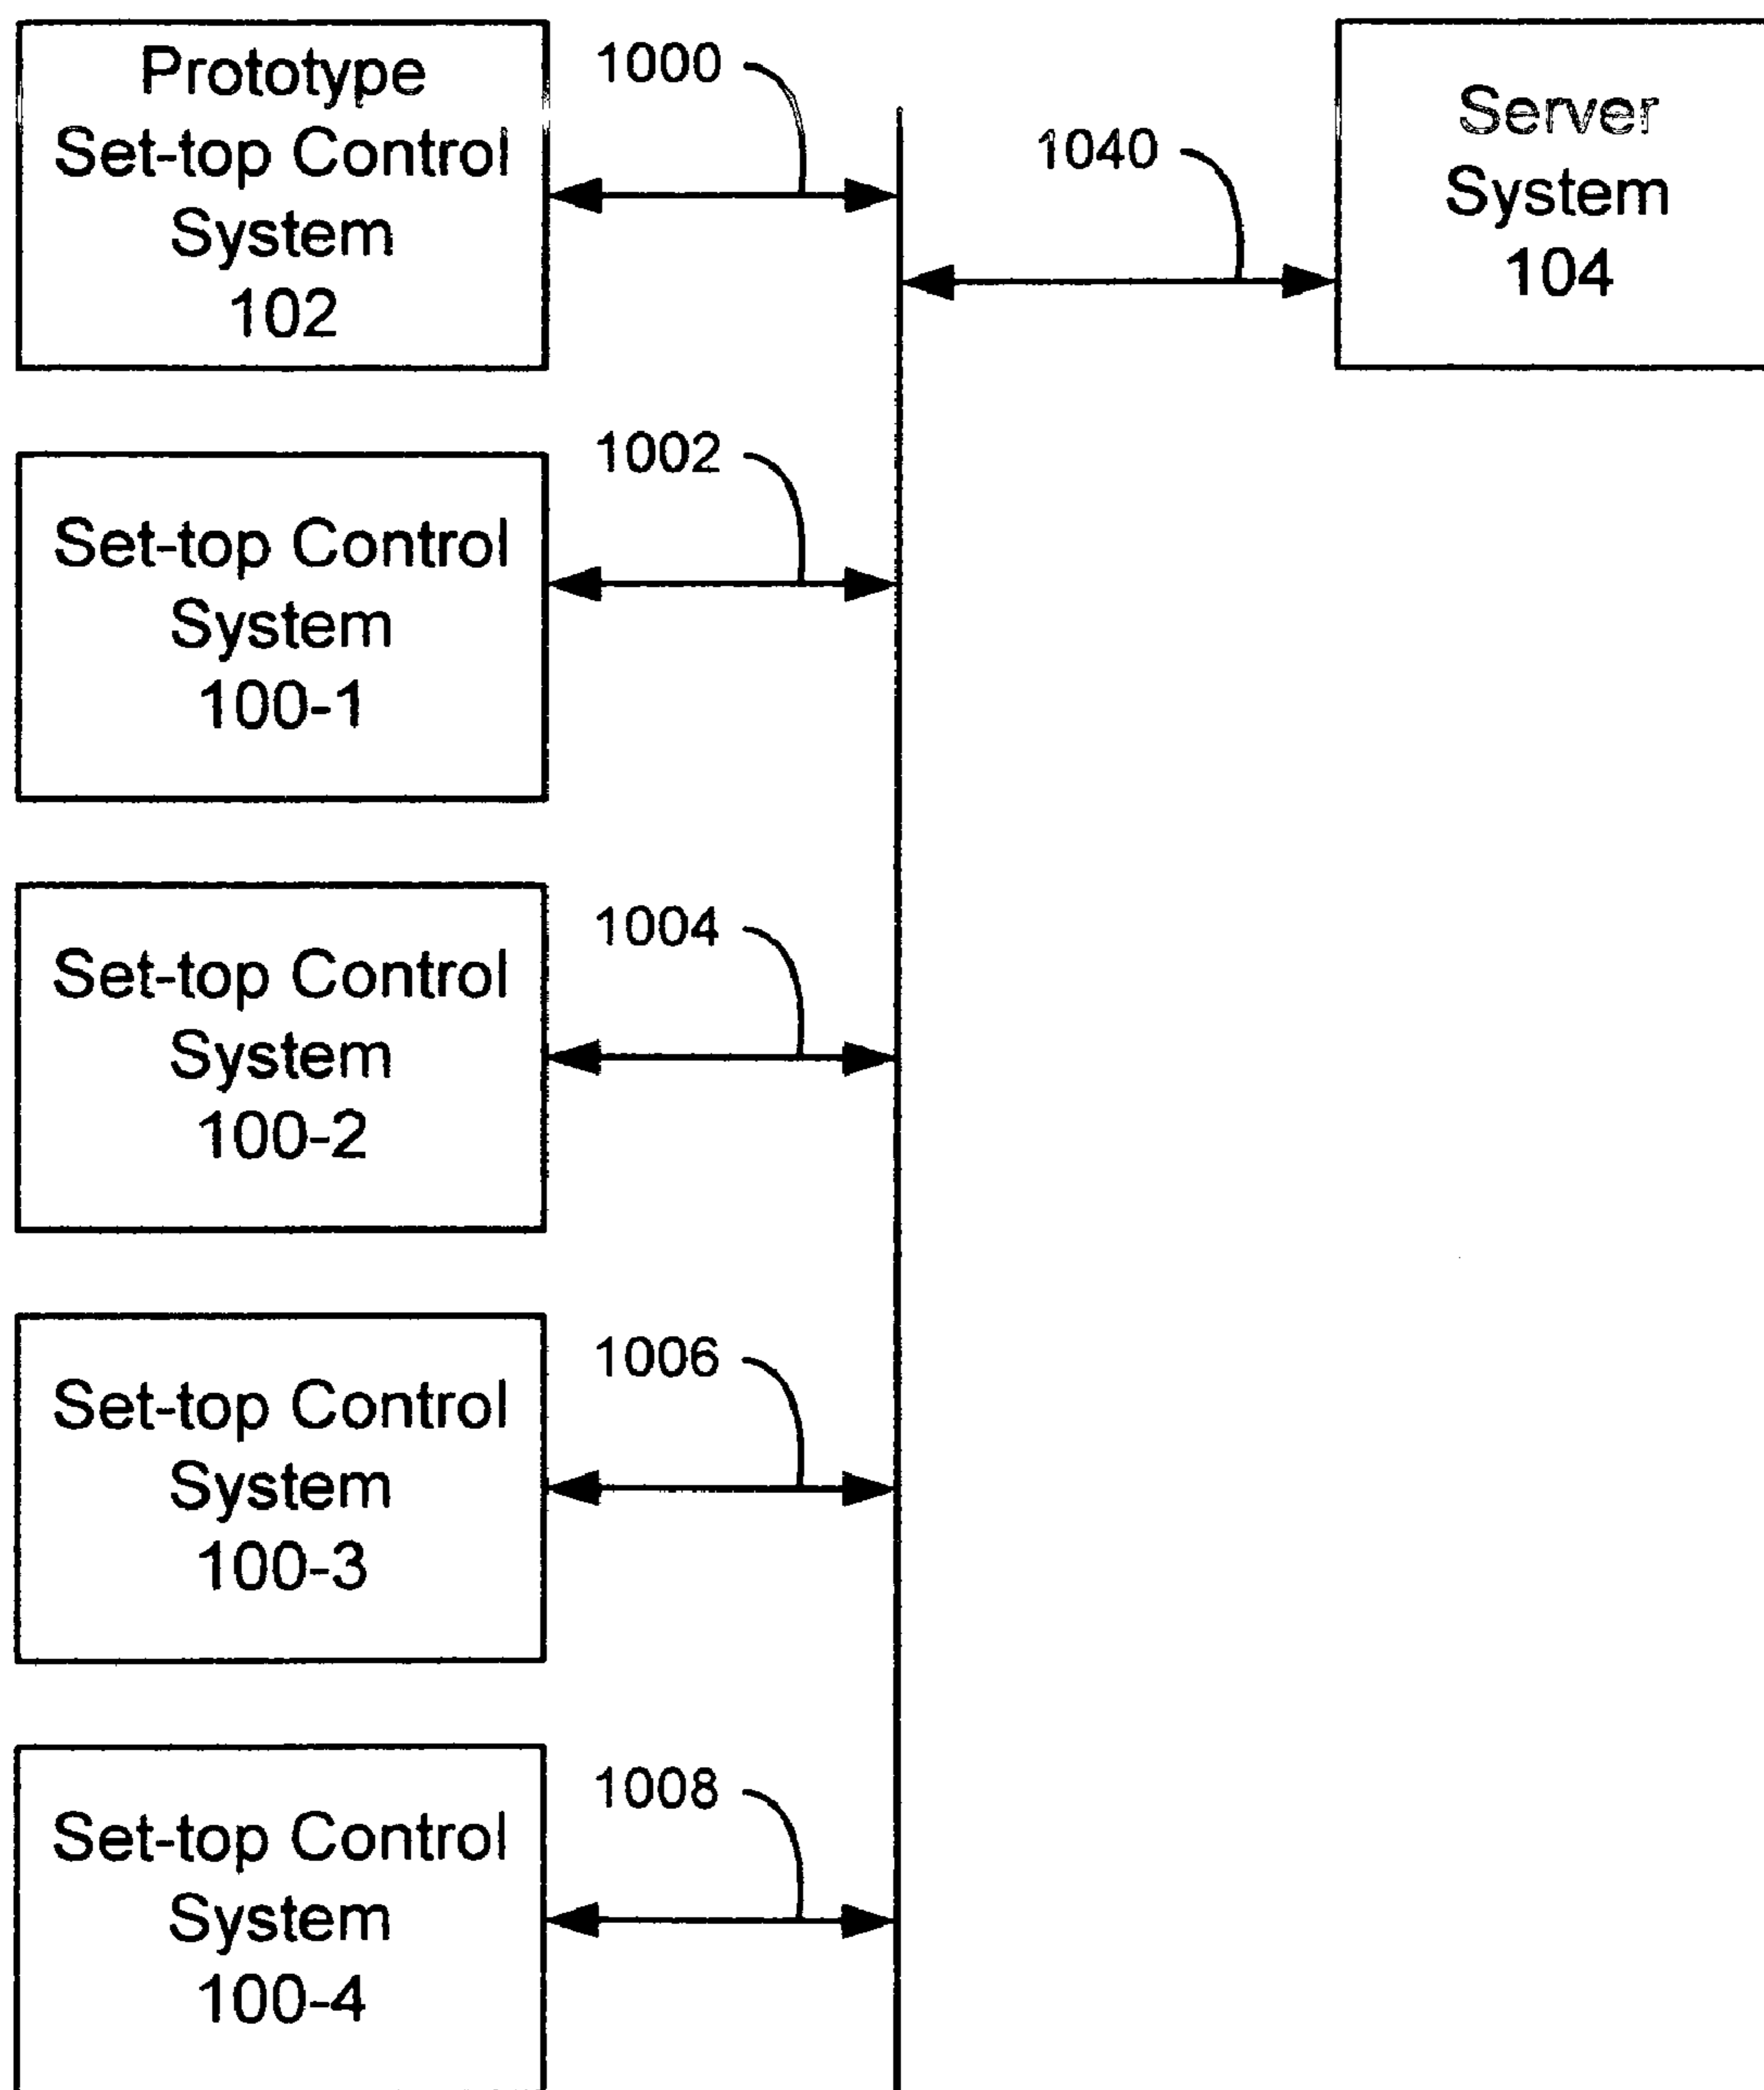 Prototype
Set-top Control
System
102
1000
1040
Server
System
104
1002
Set-top Control
System
100-1
1004
Set-top Control
System
100-2
1006
Set-top Control
System
100-3
1008
Set-top Control
System
100-4